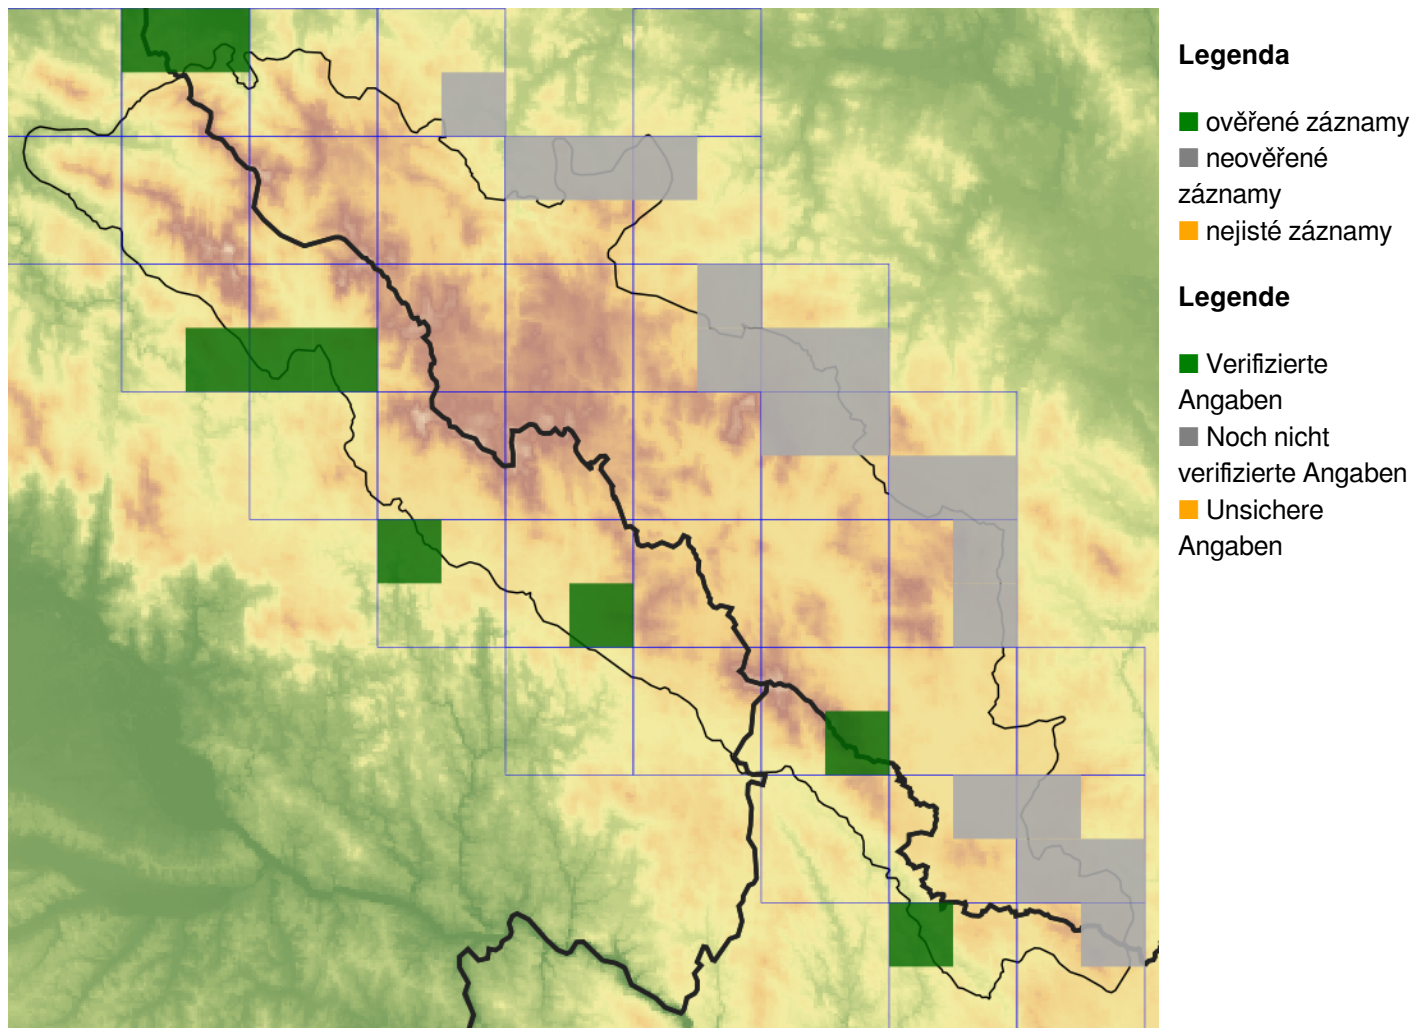 Legenda
ověřené záznamy
neověřené
záznamy
nejisté záznamy
Legende
Verifizierte
Angaben
Noch nicht
verifizierte Angaben
Unsichere
Angaben